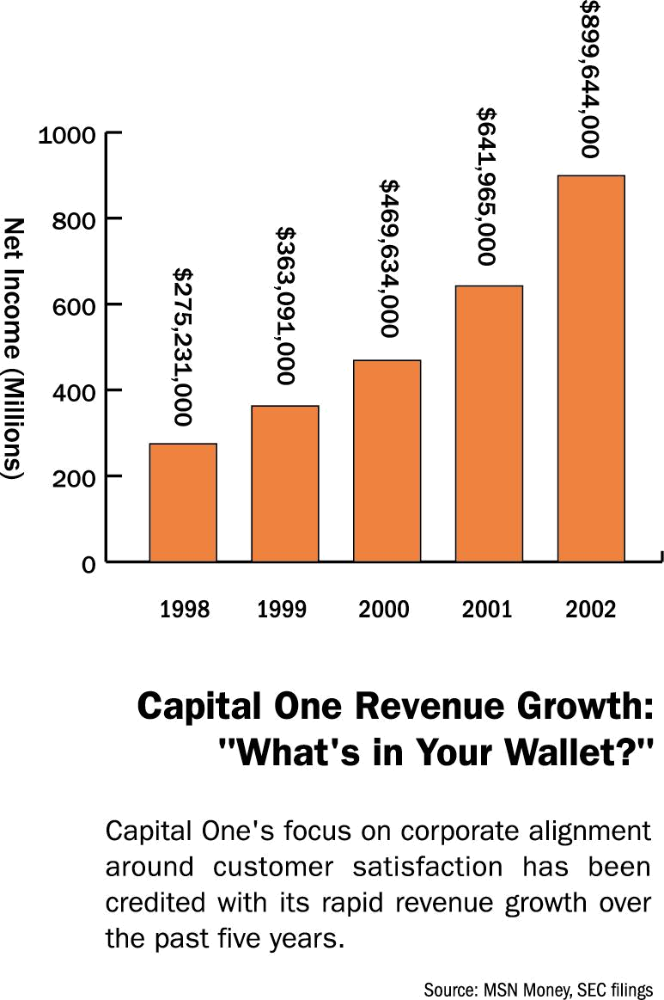 $899,644,000
$641,965,000
$469,634,000
$363,091,000
$275,231,000
Net Income (Millions)
1000
800
600
400
200
0
1998 1999 2000 2001 2002
Capital One Revenue Growth:
"What's in Your Wallet?"
Capital One's focus on corporate alignment
around customer satisfaction has been
credited with its rapid revenue growth over
the past five years.
Source: MSN Money, SEC filings